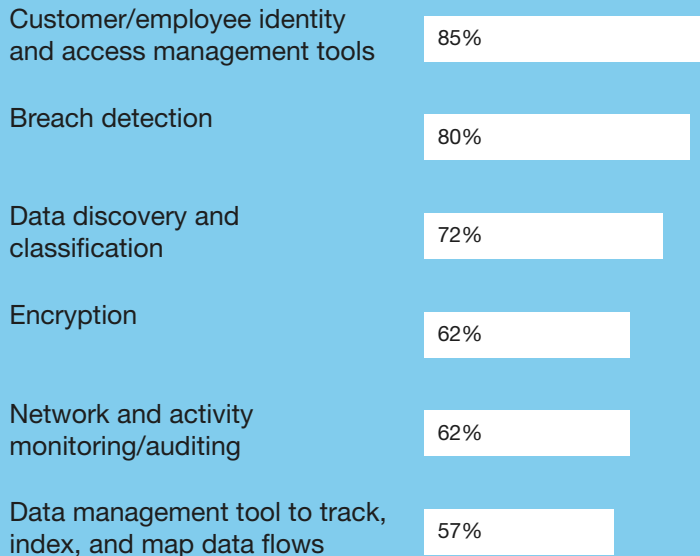 Customer/employee identity
and access management tools
85%
Breach detection
80%
Data discovery and
classification
72%
Encryption
62%
Network and activity
monitoring/auditing
62%
Data management tool to track,
index, and map data flows
57%